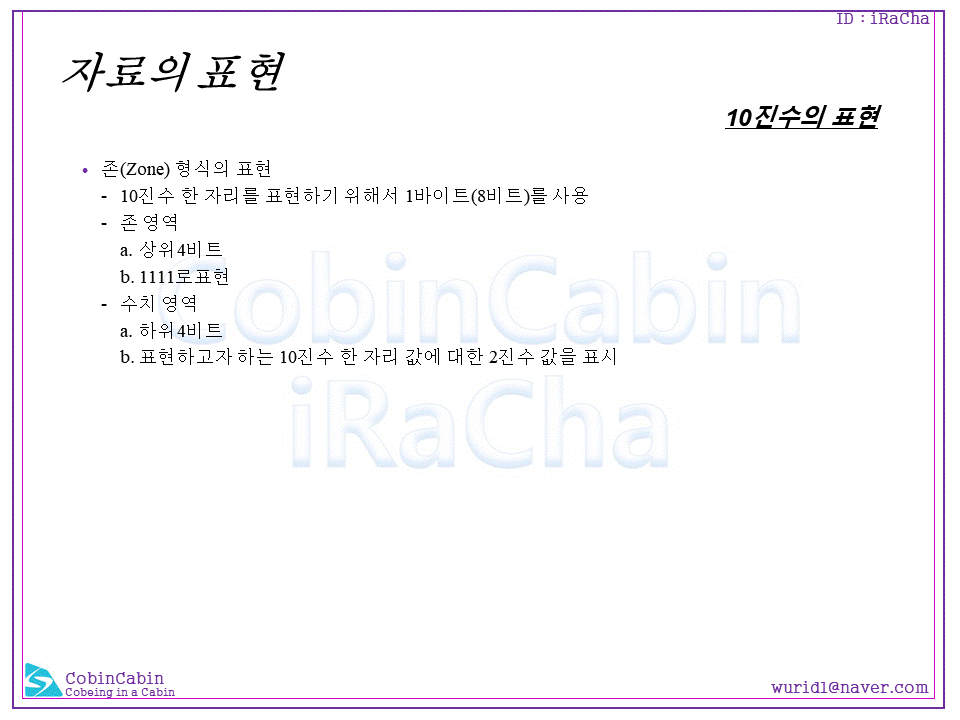 ID : iRaCha
자료의 표현
10진수의 표현
• 존(Zone) 형식의 표현
- 10진수 한 자리를 표현하기 위해서 1바이트(8비트)를 사용
- 존 영역
a. 상위4비트
b. 1111로표현
- 수치 영역
a. 하위4비트
b. 표현하고자 하는 10진수 한 자리 값에 대한 2진수 값을 표시
CobinCabin
iRaCha
CobinCabin
Cobeing in a Cabin
wuridl@naver.com